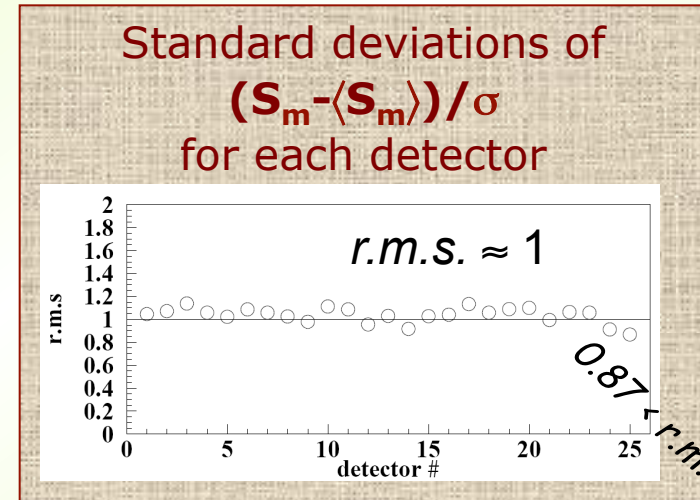 Standard deviations of
(Sm-⟨Sm⟩)/σ
for each detector
r.m.s. ≈ 1
r.m.s
2
1.8
1.6
1.4
1.2
1
0.8
0.6
0.4
0.2
0
0 5 10 15 20 25
detector #
0.87 < r.m.